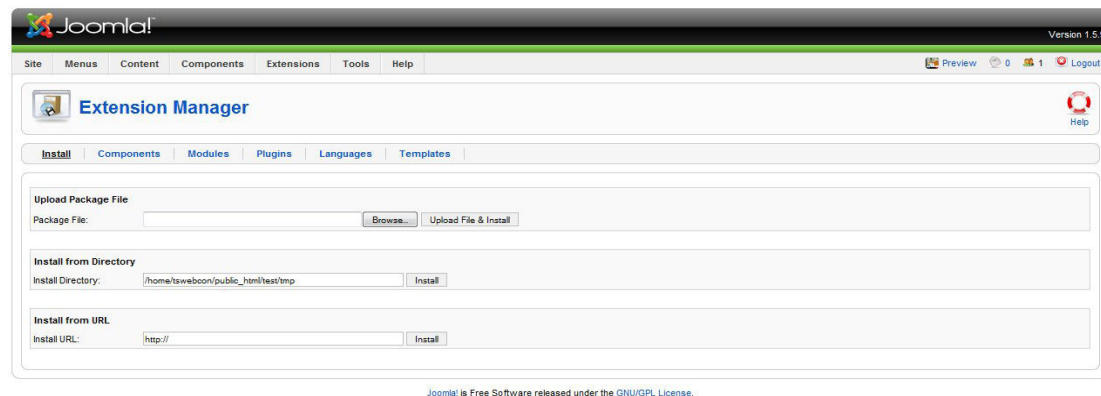 Joomla!
Version 1.5.
Site Menus Content Components Extensions Tools Help Preview 0 1 Logout
Extension Manager
Help
Install Components Modules Plugins Languages Templates
Upload Package File
Package File: Browse... Upload File & Install
Install from Directory
Install Directory: /home/tswebcon/public_html/test/tmp Install
Install from URL
Install URL: http:// Install
Joomla! is Free Software released under the GNU/GPL License.